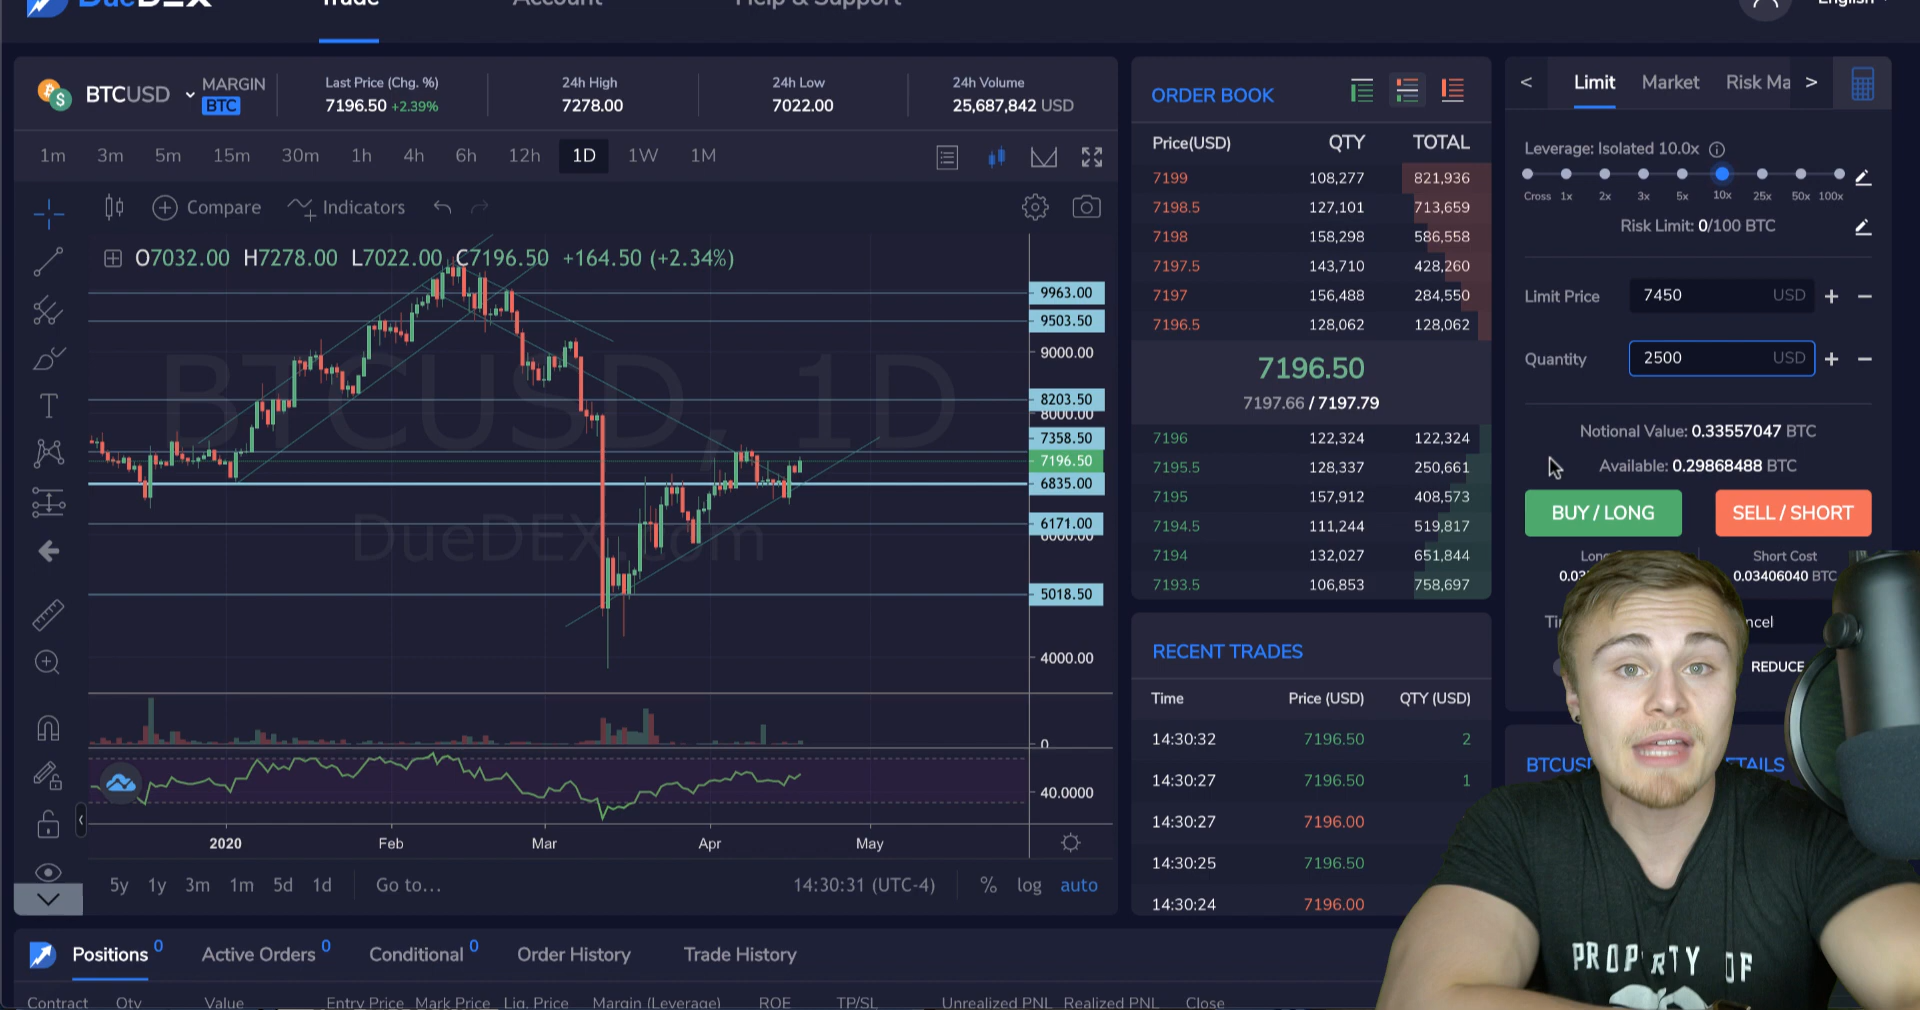 DueDEX
Trade
Account
Help & Support
English
BTCUSD
MARGIN
BTC
Last Price (Chg. %)
7196.50 +2.39%
24h High
7278.00
24h Low
7022.00
24h Volume
25,687,842 USD
1m 3m 5m 15m 30m 1h 4h 6h 12h 1D 1W 1M
Compare
Indicators
O7032.00 H7278.00 L7022.00 C7196.50 +164.50 (+2.34%)
BTCUSD, 1D
DueDEX.com
9963.00
9503.50
9000.00
8203.50
8000.00
7358.50
7196.50
6835.00
6171.00
6000.00
5018.50
4000.00
0
40.0000
2020 Feb Mar Apr May
5y 1y 3m 1m 5d 1d Go to...
14:30:31 (UTC-4) % log auto
ORDER BOOK
Price(USD) QTY TOTAL
7199 108,277 821,936
7198.5 127,101 713,659
7198 158,298 586,558
7197.5 143,710 428,260
7197 156,488 284,550
7196.5 128,062 128,062
7196.50
7197.66 / 7197.79
7196 122,324 122,324
7195.5 128,337 250,661
7195 157,912 408,573
7194.5 111,244 519,817
7194 132,027 651,844
7193.5 106,853 758,697
RECENT TRADES
Time Price (USD) QTY (USD)
14:30:32 7196.50 2
14:30:27 7196.50 1
14:30:27 7196.00
14:30:25 7196.50
14:30:24 7196.00
< Limit Market Risk Ma >
Leverage: Isolated 10.0x
Cross 1x 2x 3x 5x 10x 25x 50x 100x
Risk Limit: 0/100 BTC
Limit Price 7450 USD + −
Quantity 2500 USD + −
Notional Value: 0.33557047 BTC
Available: 0.29868488 BTC
BUY / LONG
SELL / SHORT
Short Cost
0.03406040 BTC
REDUCE
PROPERTY OF
Positions 0
Active Orders 0
Conditional 0
Order History
Trade History
Contract Qty Value Entry Price Mark Price Liq. Price Margin (Leverage) ROE TP/SL Unrealized PNL Realized PNL Close